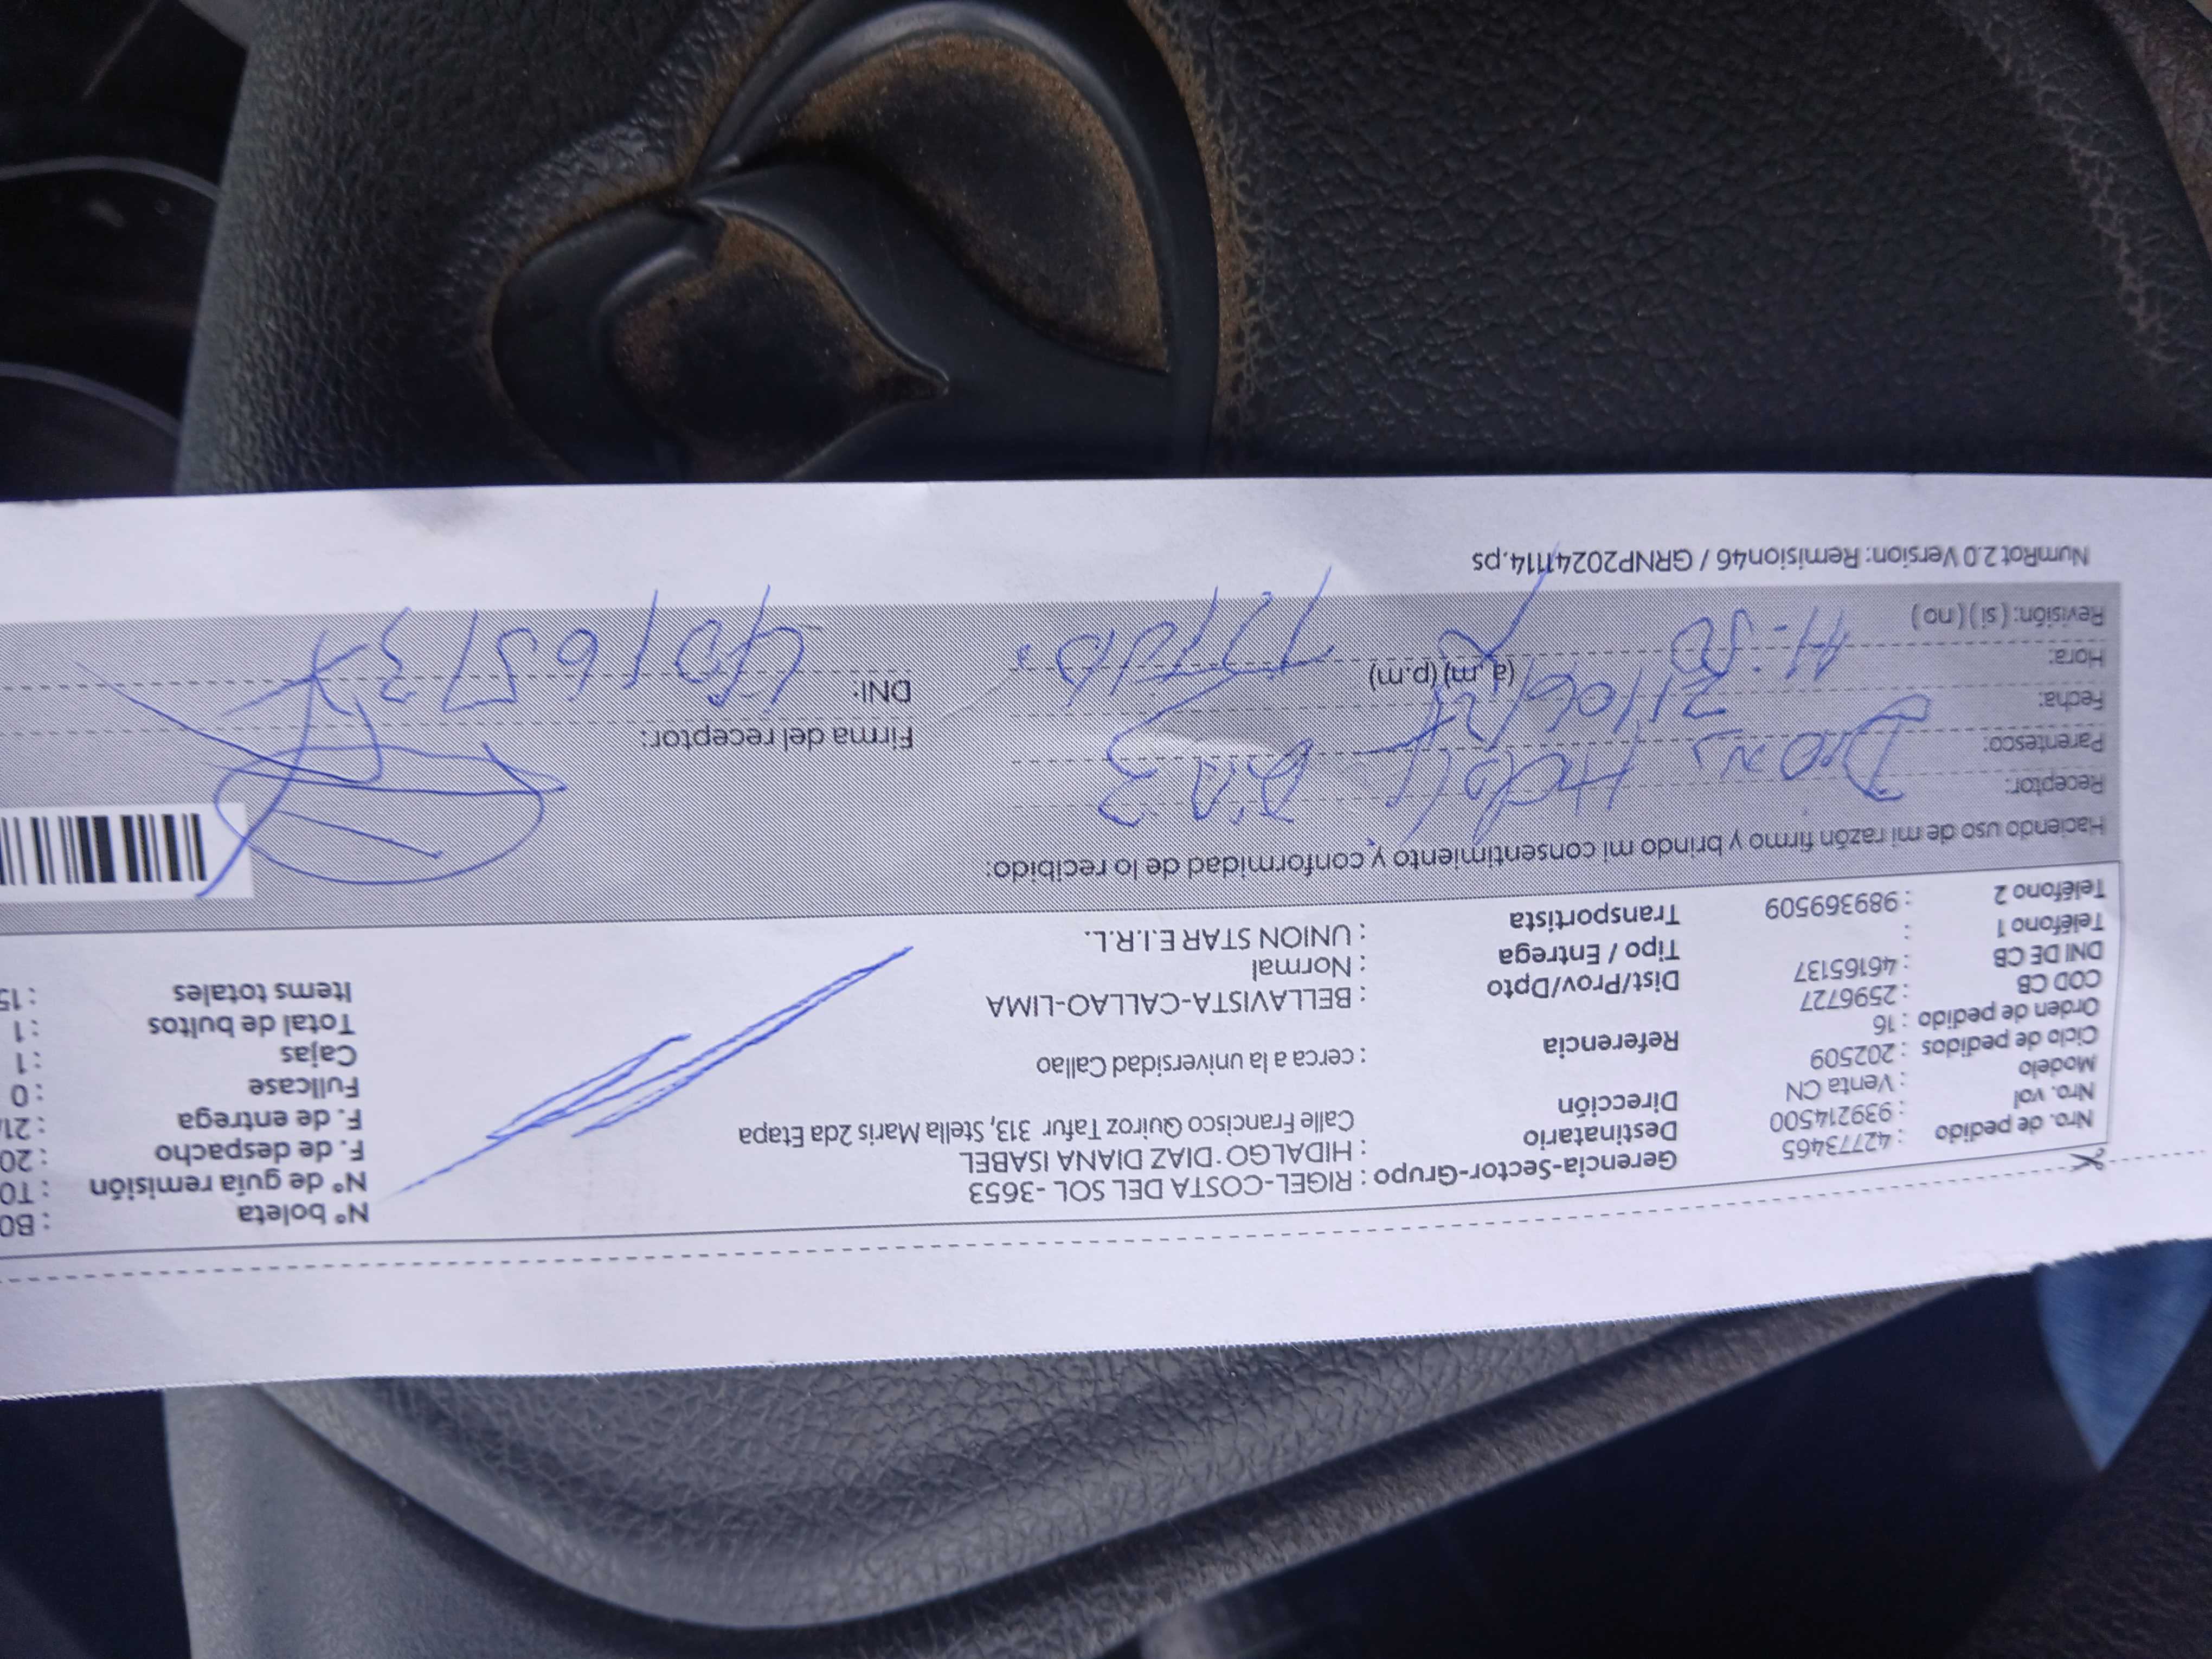 Nro. de pedido : 42773465 Gerencia-Sector-Grupo : RIGEL-COSTA DEL SOL -3653 N° boleta : B0
Nro. vol : 939214500 Destinatario : HIDALGO DIAZ DIANA ISABEL N° de guía remisión : T0
Modelo : Venta CN Dirección Calle Francisco Quiroz Tafur 313, Stella Maris 2da Etapa F. de despacho : 20
Ciclo de pedidos : 202509 F. de entrega : 21/
Orden de pedido : 16 Referencia : cerca a la universidad Callao Fullcase : 0
COD CB : 2596727 Cajas : 1
DNI DE CB : 46165137 Dist/Prov/Dpto : BELLAVISTA-CALLAO-LIMA Total de bultos : 1
Teléfono 1 : Tipo / Entrega : Normal Items totales : 15
Teléfono 2 : 989369509 Transportista : UNION STAR E.I.R.L.
Haciendo uso de mi razón firmo y brindo mi consentimiento y conformidad de lo recibido:
Receptor:
Parentesco:
Fecha: Firma del receptor:
Hora: (a.m) (p.m) DNI:
Revisión: ( si ) ( no )
NumRot 2.0 Version: Remision46 / GRNP20241114.ps